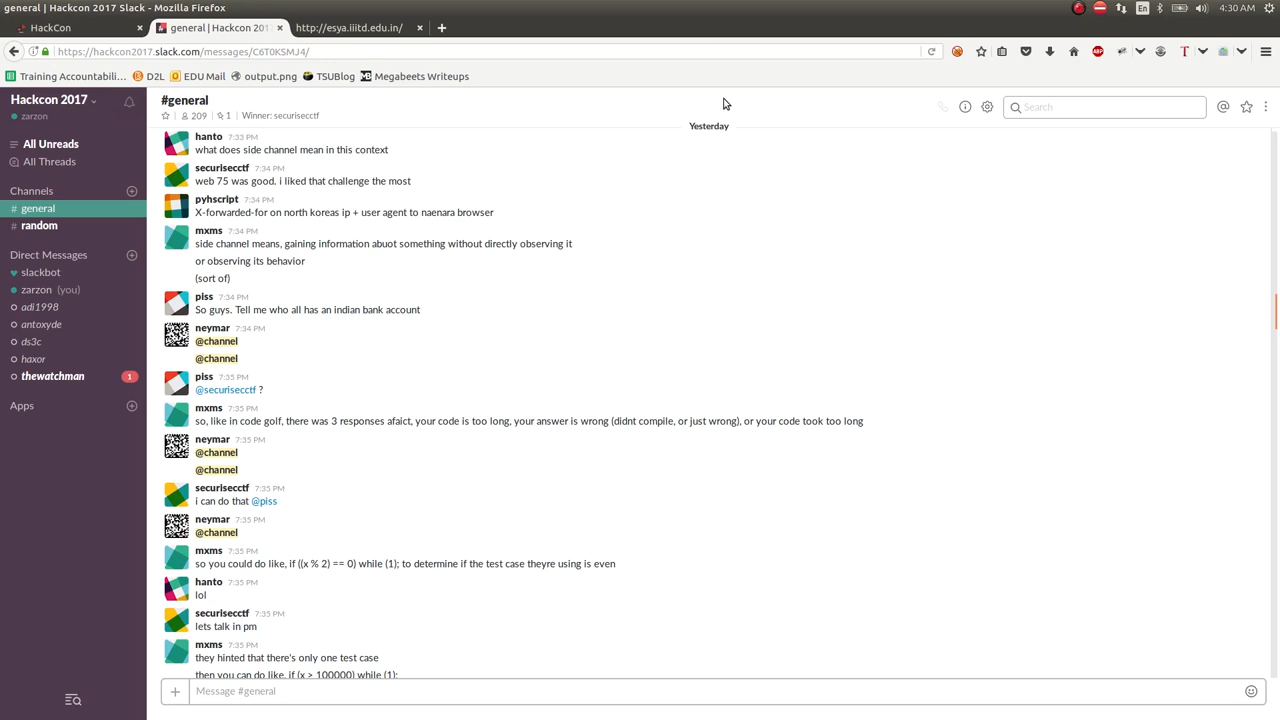 general | Hackcon 2017 Slack - Mozilla Firefox
En
4:30 AM
HackCon
general | Hackcon 201
http://esya.iiitd.edu.in/
https://hackcon2017.slack.com/messages/C6T0KSMJ4/
Training Accountabili...
D2L
EDU Mail
output.png
TSUBlog
Megabeets Writeups
Hackcon 2017
zarzon
All Unreads
All Threads
Channels
# general
# random
Direct Messages
slackbot
zarzon (you)
adi1998
antoxyde
ds3c
haxor
thewatchman 1
Apps
#general
209
1
Winner: securisecctf
Search
Yesterday
hanto 7:33 PM
what does side channel mean in this context
securisecctf 7:34 PM
web 75 was good. i liked that challenge the most
pyhscript 7:34 PM
X-forwarded-for on north koreas ip + user agent to naenara browser
mxms 7:34 PM
side channel means, gaining information abuot something without directly observing it
or observing its behavior
(sort of)
piss 7:34 PM
So guys. Tell me who all has an indian bank account
neymar 7:34 PM
@channel
@channel
piss 7:35 PM
@securisecctf ?
mxms 7:35 PM
so, like in code golf, there was 3 responses afaict, your code is too long, your answer is wrong (didnt compile, or just wrong), or your code took too long
neymar 7:35 PM
@channel
@channel
securisecctf 7:35 PM
i can do that @piss
neymar 7:35 PM
@channel
mxms 7:35 PM
so you could do like, if ((x % 2) == 0) while (1); to determine if the test case theyre using is even
hanto 7:35 PM
lol
securisecctf 7:35 PM
lets talk in pm
mxms 7:35 PM
they hinted that there's only one test case
then you can do like, if (x > 100000) while (1);
Message #general